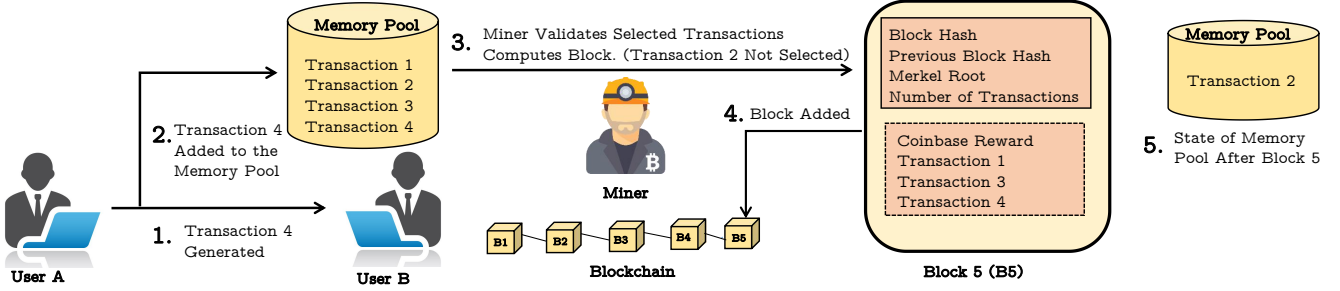 Memory Pool
Transaction 1
Transaction 2
Transaction 3
Transaction 4
2. Transaction 4
Added to the
Memory Pool
1. Transaction 4
Generated
User A
User B
3. Miner Validates Selected Transactions
Computes Block. (Transaction 2 Not Selected)
₿
Miner
4. Block Added
B1
B2
B3
B4
B5
Blockchain
Block Hash
Previous Block Hash
Merkel Root
Number of Transactions
Coinbase Reward
Transaction 1
Transaction 3
Transaction 4
Block 5 (B5)
Memory Pool
Transaction 2
5. State of Memory
Pool After Block 5